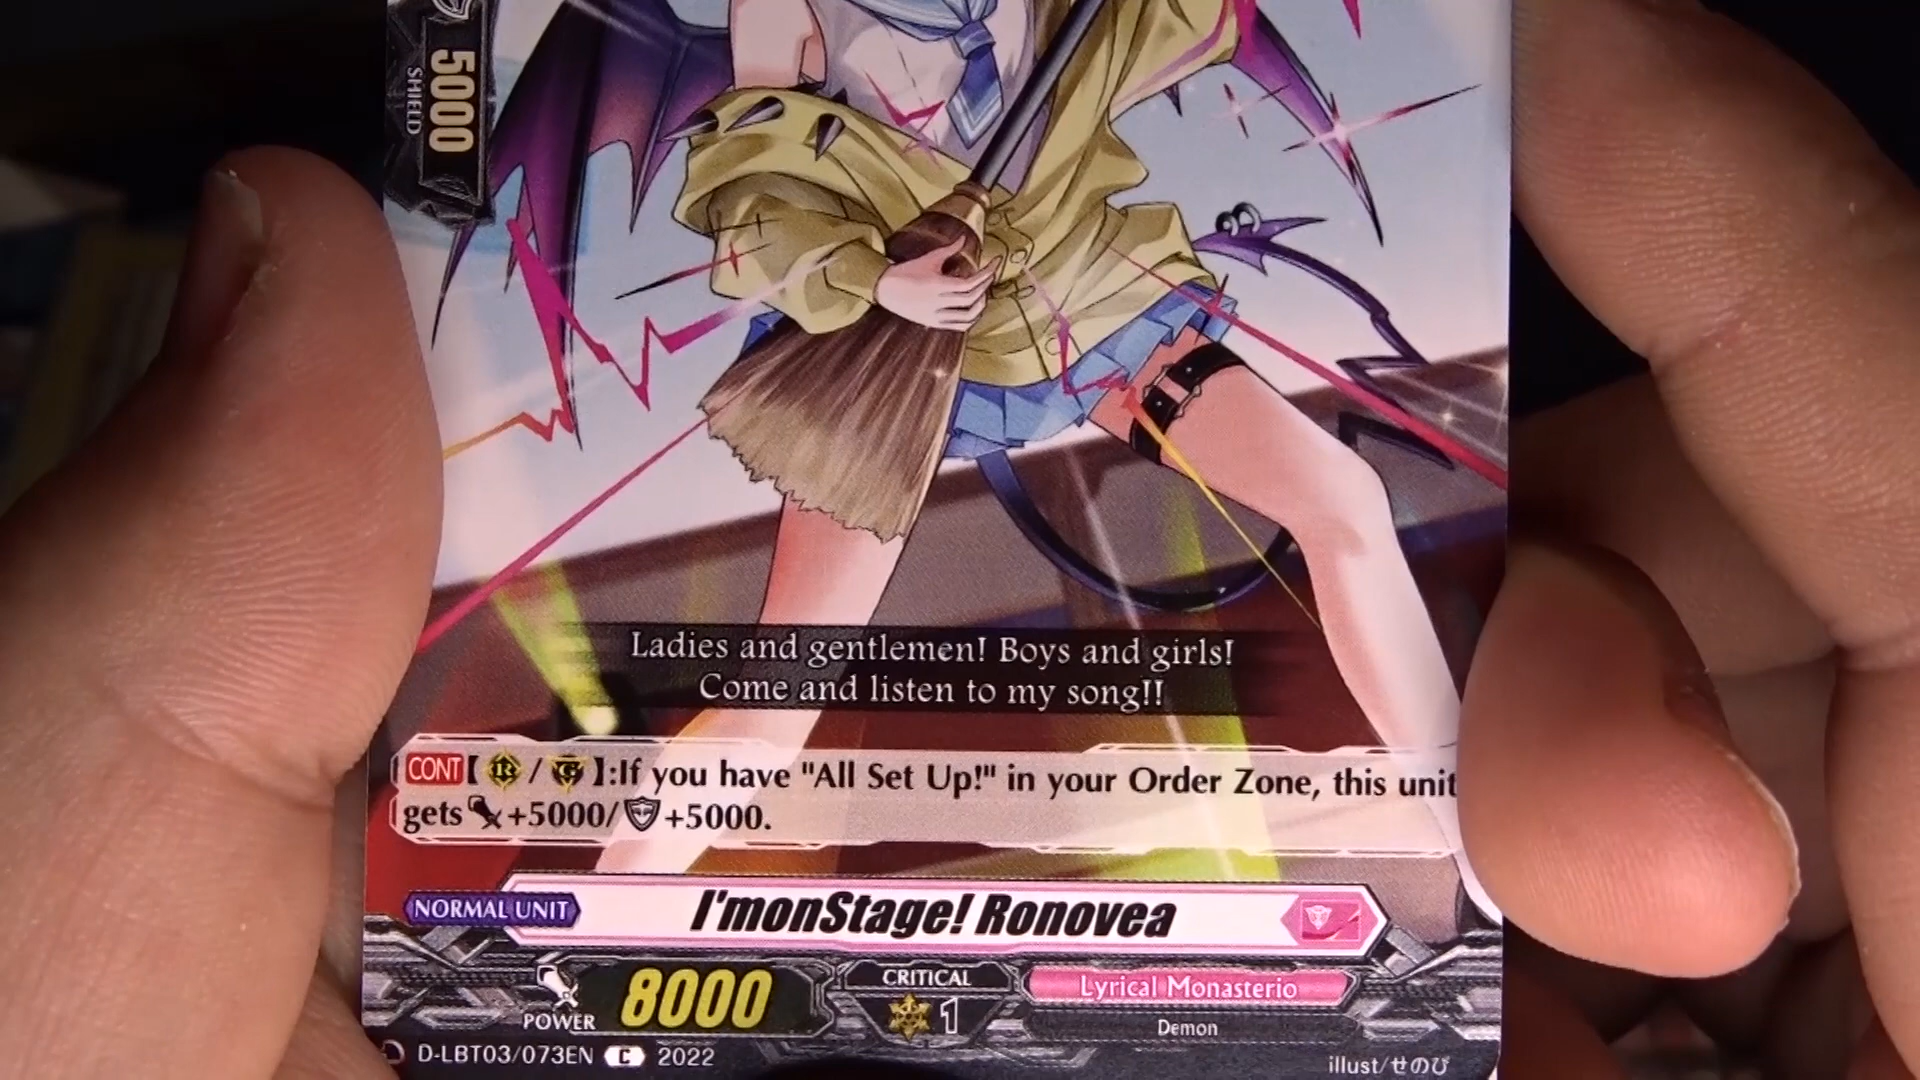 5000
SHIELD
Ladies and gentlemen! Boys and girls!
Come and listen to my song!!
CONT【R/G】:If you have "All Set Up!" in your Order Zone, this unit
gets +5000/+5000.
NORMAL UNIT
I'monStage! Ronovea
POWER 8000
CRITICAL
1
Lyrical Monasterio
Demon
D-LBT03/073EN C 2022
illust/せのび